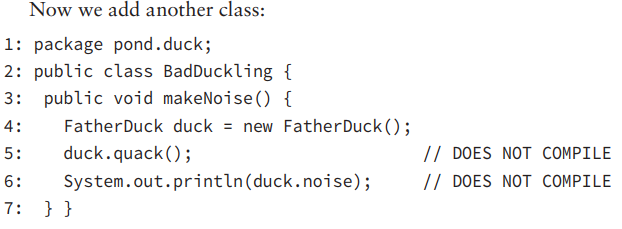 Now we add another class:
1: package pond.duck;
2: public class BadDuckling {
3:  public void makeNoise() {
4:    FatherDuck duck = new FatherDuck();
5:    duck.quack();                       // DOES NOT COMPILE
6:    System.out.println(duck.noise);     // DOES NOT COMPILE
7:  } }